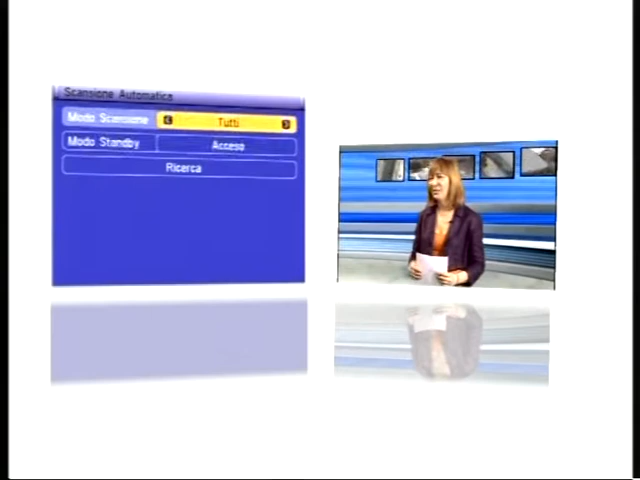 Scansione Automatica
Modo Scansione Tutti
Modo Standby Acceso
Ricerca